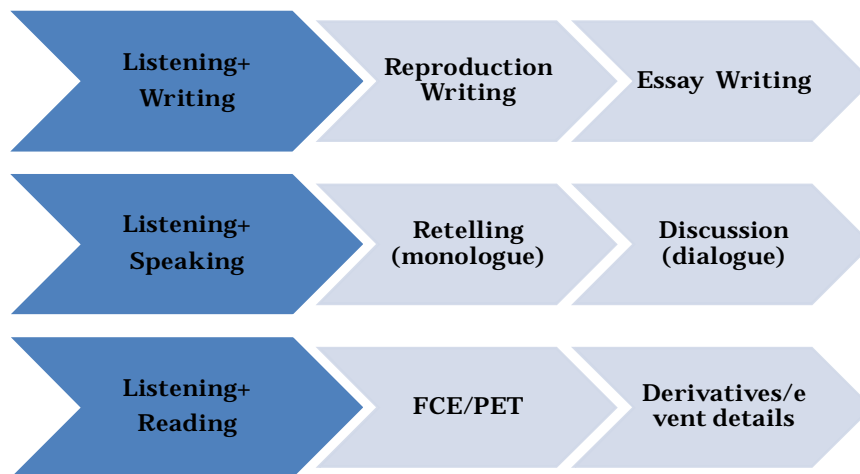 Listening+
Writing
Reproduction
Writing
Essay Writing
Listening+
Speaking
Retelling
(monologue)
Discussion
(dialogue)
Listening+
Reading
FCE/PET
Derivatives/e
vent details